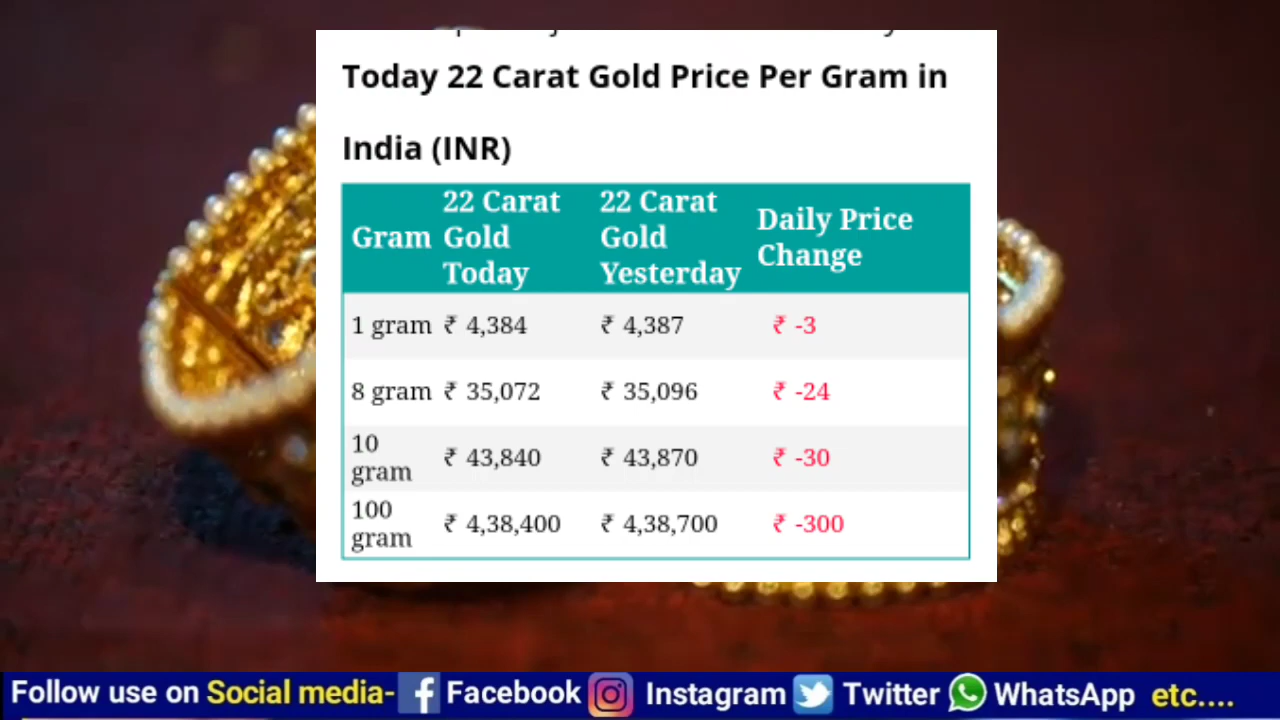 Today 22 Carat Gold Price Per Gram in
India (INR)
Gram
22 Carat
Gold
Today
22 Carat
Gold
Yesterday
Daily Price
Change
1 gram ₹ 4,384 ₹ 4,387 ₹ -3
8 gram ₹ 35,072 ₹ 35,096 ₹ -24
10
gram ₹ 43,840 ₹ 43,870 ₹ -30
100
gram ₹ 4,38,400 ₹ 4,38,700 ₹ -300
Follow use on Social media- Facebook Instagram Twitter WhatsApp etc....